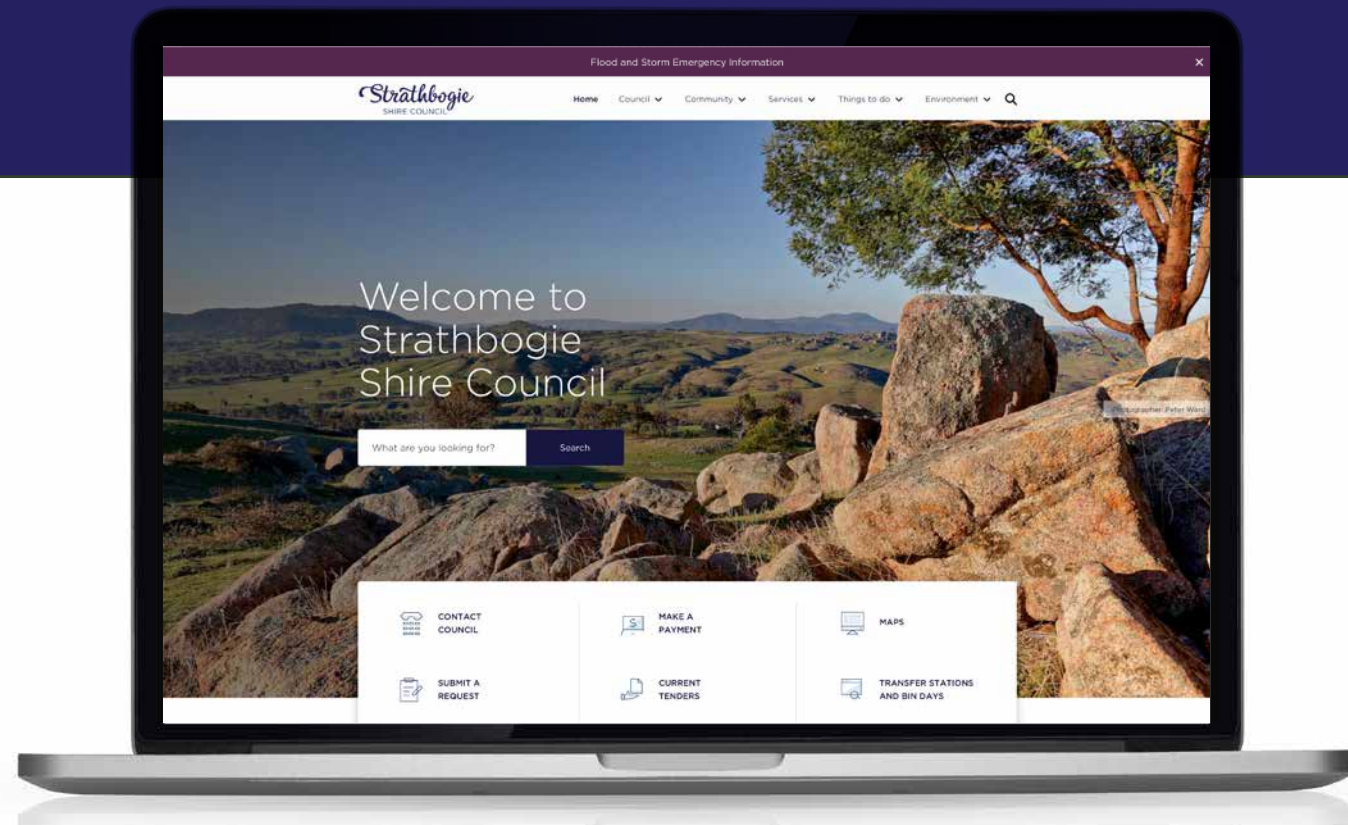 Flood and Storm Emergency Information ×
Strathbogie
SHIRE COUNCIL
Home Council Community Services Things to do Environment
Welcome to
Strathbogie
Shire Council
What are you looking for? Search
Photographer: Peter Ward
CONTACT
COUNCIL
MAKE A
PAYMENT
MAPS
SUBMIT A
REQUEST
CURRENT
TENDERS
TRANSFER STATIONS
AND BIN DAYS